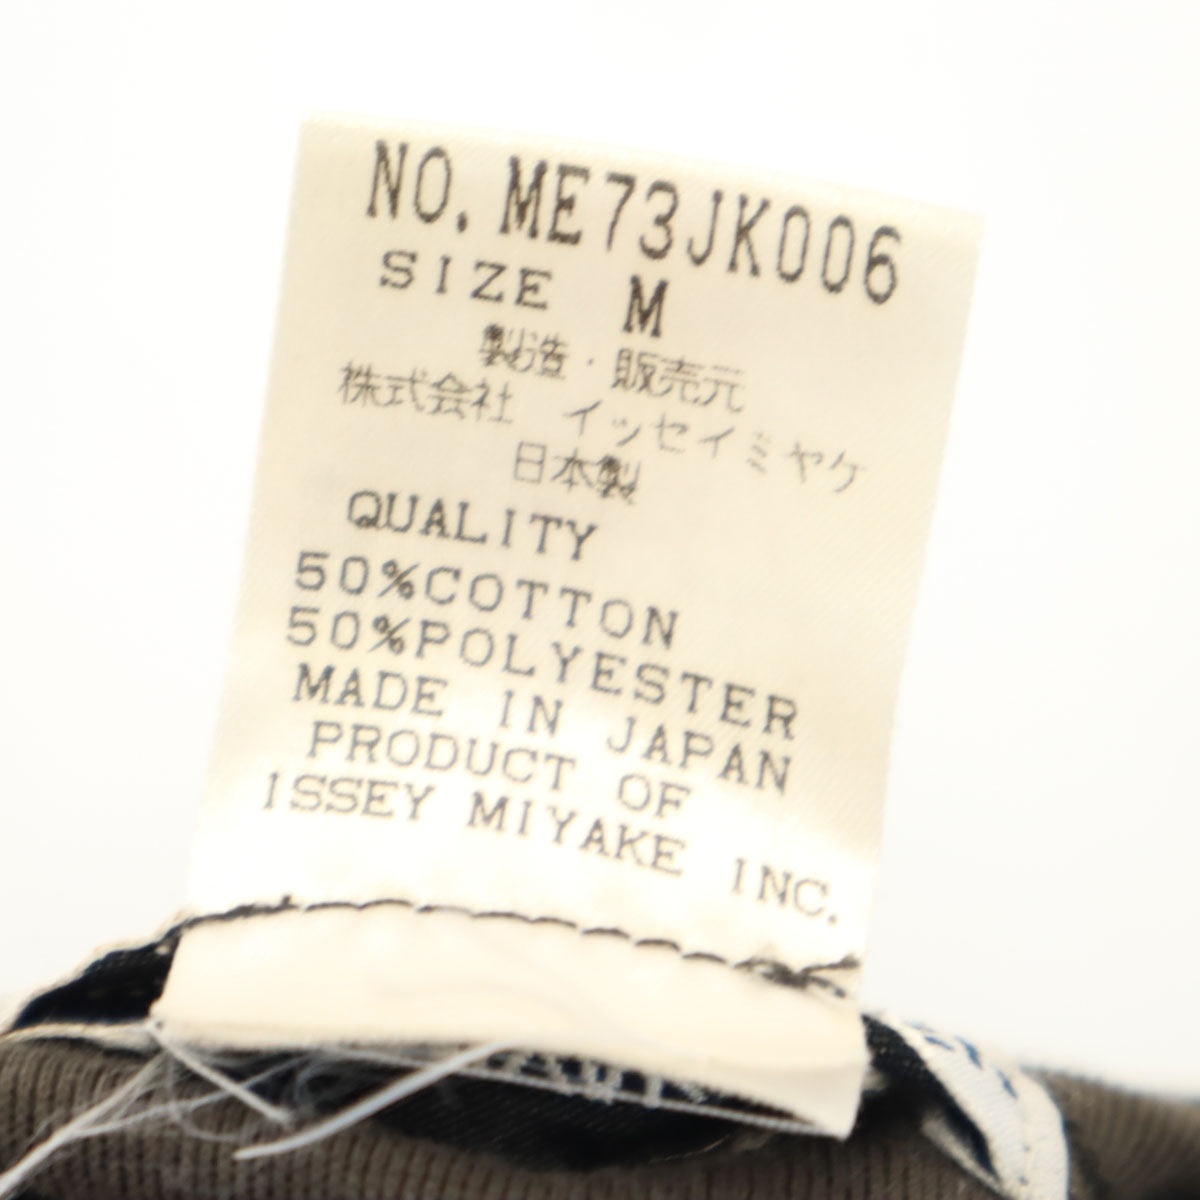 NO. ME73JK006
SIZE M
製造・販売元
株式会社 イッセイミヤケ
日本製
QUALITY
50%COTTON
50%POLYESTER
MADE IN JAPAN
PRODUCT OF
ISSEY MIYAKE INC.